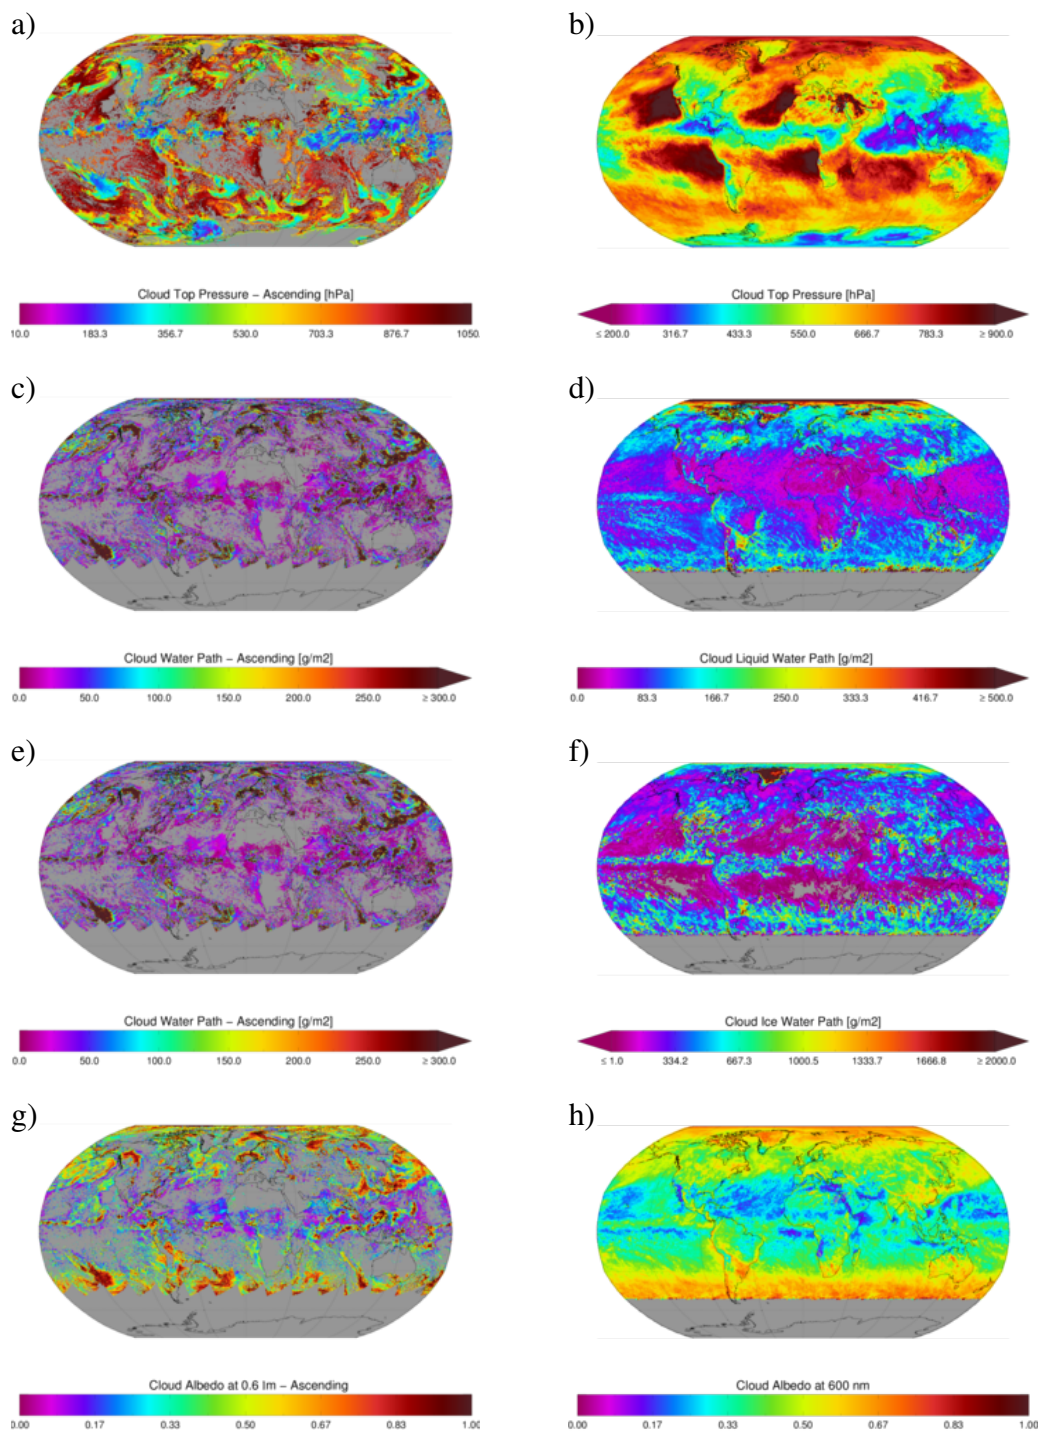 a) b)
Cloud Top Pressure − Ascending [hPa] Cloud Top Pressure [hPa]
10.0 183.3 356.7 530.0 703.3 876.7 1050. ≤ 200.0 316.7 433.3 550.0 666.7 783.3 ≥ 900.0
c) d)
Cloud Water Path − Ascending [g/m2] Cloud Liquid Water Path [g/m2]
0.0 50.0 100.0 150.0 200.0 250.0 ≥ 300.0 0.0 83.3 166.7 250.0 333.3 416.7 ≥ 500.0
e) f)
Cloud Water Path − Ascending [g/m2] Cloud Ice Water Path [g/m2]
0.0 50.0 100.0 150.0 200.0 250.0 ≥ 300.0 ≤ 1.0 334.2 667.3 1000.5 1333.7 1666.8 ≥ 2000.0
g) h)
Cloud Albedo at 0.6 lm − Ascending Cloud Albedo at 600 nm
0.00 0.17 0.33 0.50 0.67 0.83 1.00 0.00 0.17 0.33 0.50 0.67 0.83 1.00